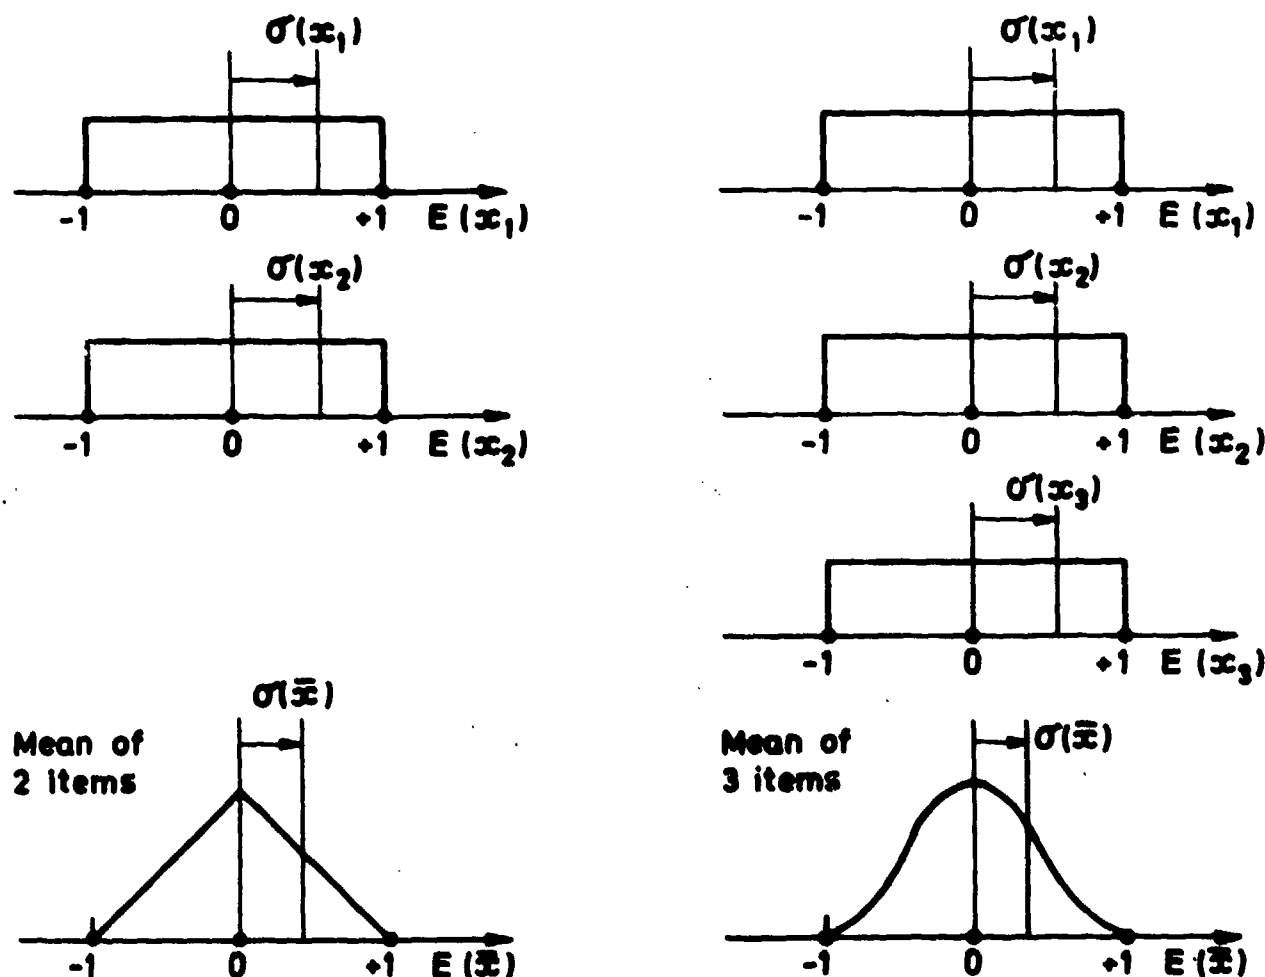 σ(x₁)
-1 0 +1 E (x₁)
σ(x₂)
-1 0 +1 E (x₂)
σ(x̄)
Mean of
2 items
-1 0 +1 E (x̄)
σ(x₁)
-1 0 +1 E (x₁)
σ(x₂)
-1 0 +1 E (x₂)
σ(x₃)
-1 0 +1 E (x₃)
Mean of
3 items
σ(x̄)
-1 0 +1 E (x̄)